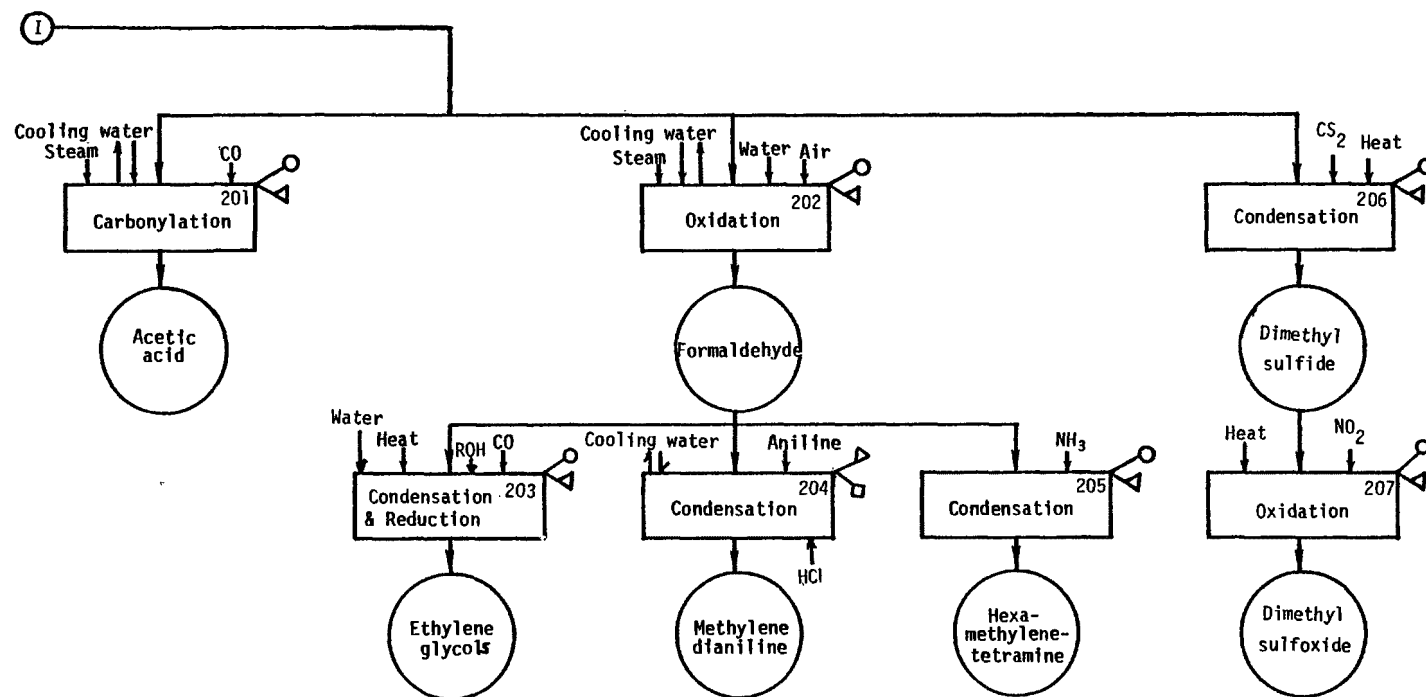 I
Cooling water
Steam
CO
201
Carbonylation
Acetic
acid
Cooling water
Steam
Water
Air
202
Oxidation
Formaldehyde
CS2
Heat
206
Condensation
Dimethyl
sulfide
Water
Heat
ROH
CO
203
Condensation
& Reduction
Ethylene
glycols
Cooling water
Aniline
204
Condensation
HCl
Methylene
dianiline
NH3
205
Condensation
Hexa-
methylene-
tetramine
Heat
NO2
207
Oxidation
Dimethyl
sulfoxide